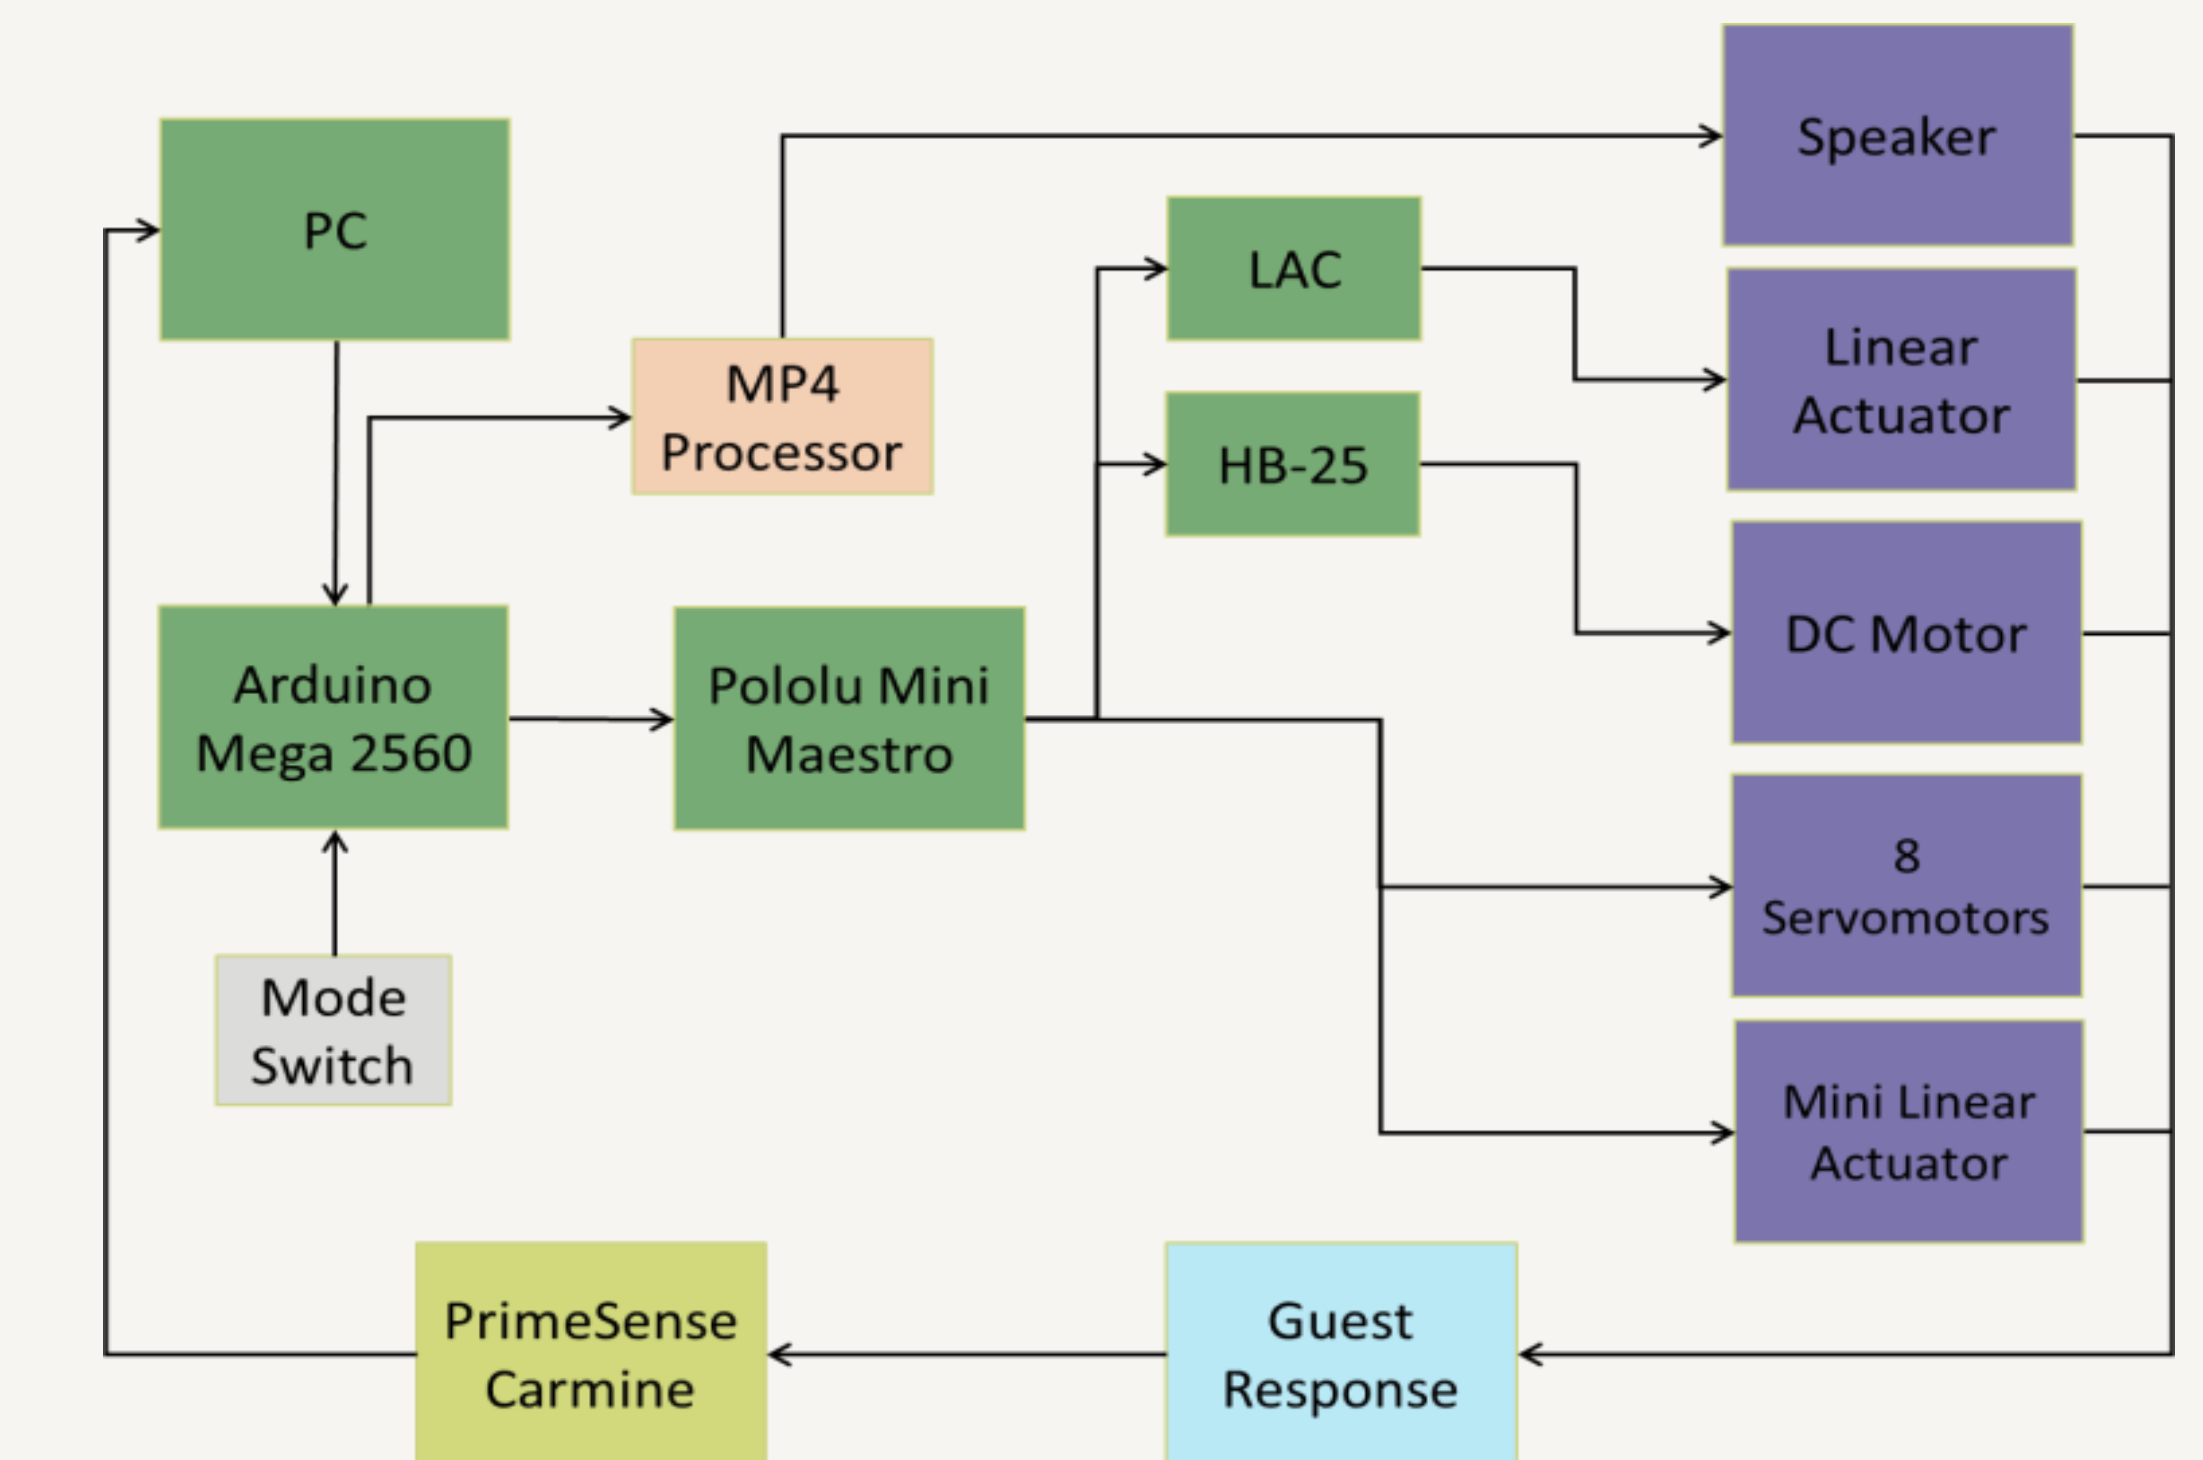 Speaker
PC
LAC
Linear
Actuator
MP4
Processor
HB-25
DC Motor
Arduino
Mega 2560
Pololu Mini
Maestro
8
Servomotors
Mode
Switch
Mini Linear
Actuator
PrimeSense
Carmine
Guest
Response